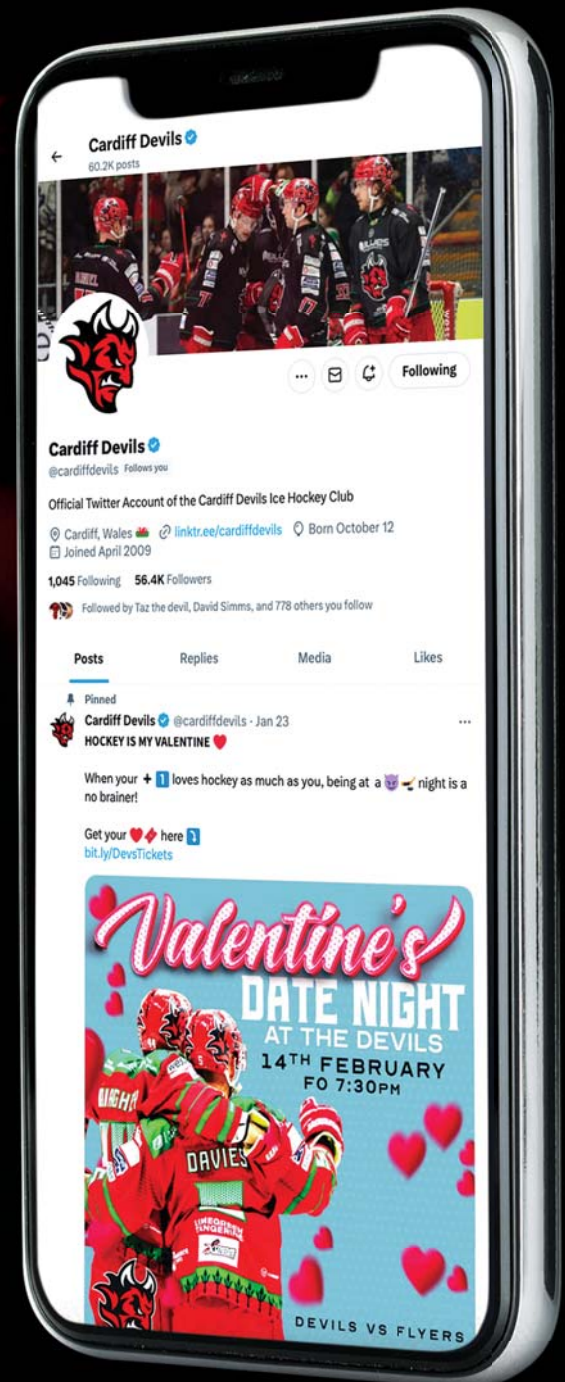 Cardiff Devils
60.2K posts
7
17
Following
Cardiff Devils
@cardiffdevils Follows you
Official Twitter Account of the Cardiff Devils Ice Hockey Club
Cardiff, Wales linktr.ee/cardiffdevils Born October 12
Joined April 2009
1,045 Following 56.4K Followers
Followed by Taz the devil, David Simms, and 778 others you follow
Posts Replies Media Likes
Pinned
Cardiff Devils @cardiffdevils · Jan 23
HOCKEY IS MY VALENTINE ❤️
When your ➕ 1️⃣ loves hockey as much as you, being at a 😈 🏒 night is a
no brainer!
Get your ❤️ ♦️ here ⤵️
bit.ly/DevsTickets
Valentine's
DATE NIGHT
AT THE DEVILS
14TH FEBRUARY
FO 7:30PM
DAVIES
DEVILS VS FLYERS